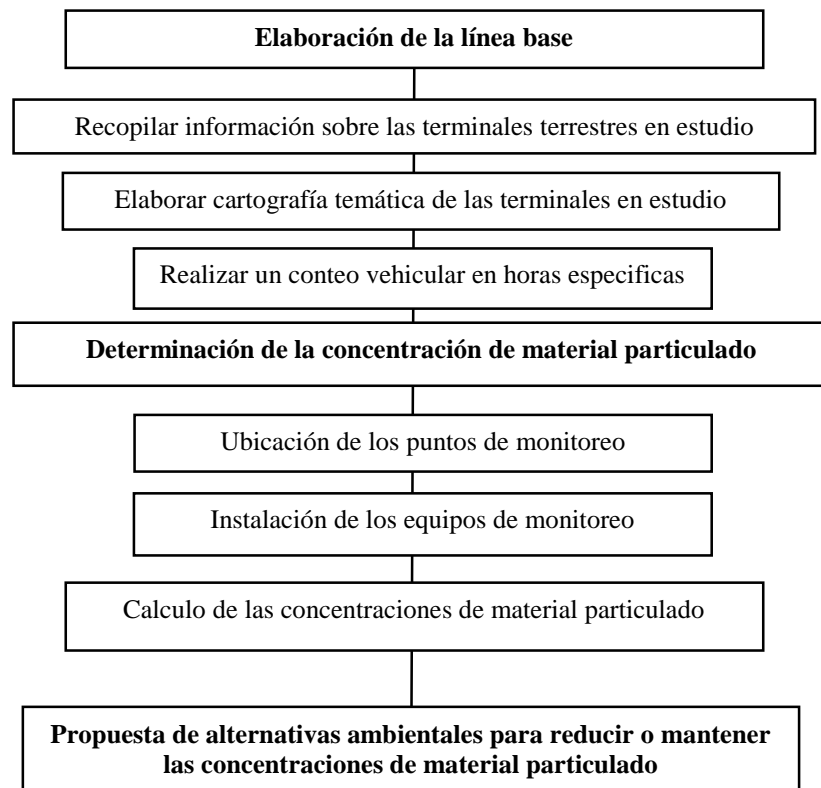 Elaboración de la línea base
Recopilar información sobre las terminales terrestres en estudio
Elaborar cartografía temática de las terminales en estudio
Realizar un conteo vehicular en horas especificas
Determinación de la concentración de material particulado
Ubicación de los puntos de monitoreo
Instalación de los equipos de monitoreo
Calculo de las concentraciones de material particulado
Propuesta de alternativas ambientales para reducir o mantener
las concentraciones de material particulado